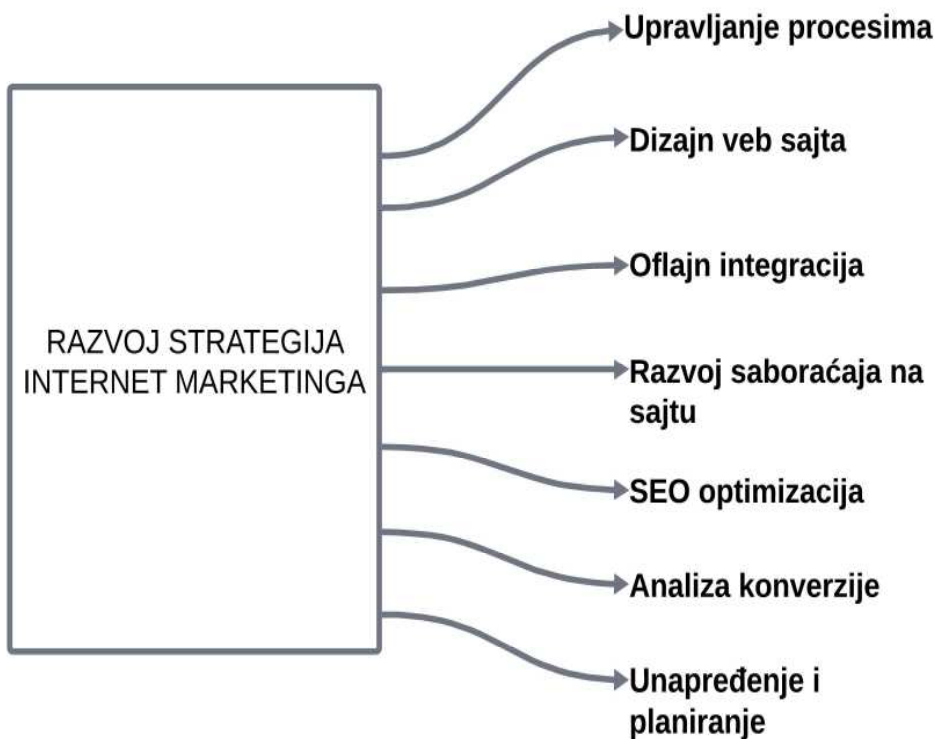 RAZVOJ STRATEGIJA
INTERNET MARKETINGA
Upravljanje procesima
Dizajn veb sajta
Oflajn integracija
Razvoj saboraćaja na
sajtu
SEO optimizacija
Analiza konverzije
Unapređenje i
planiranje